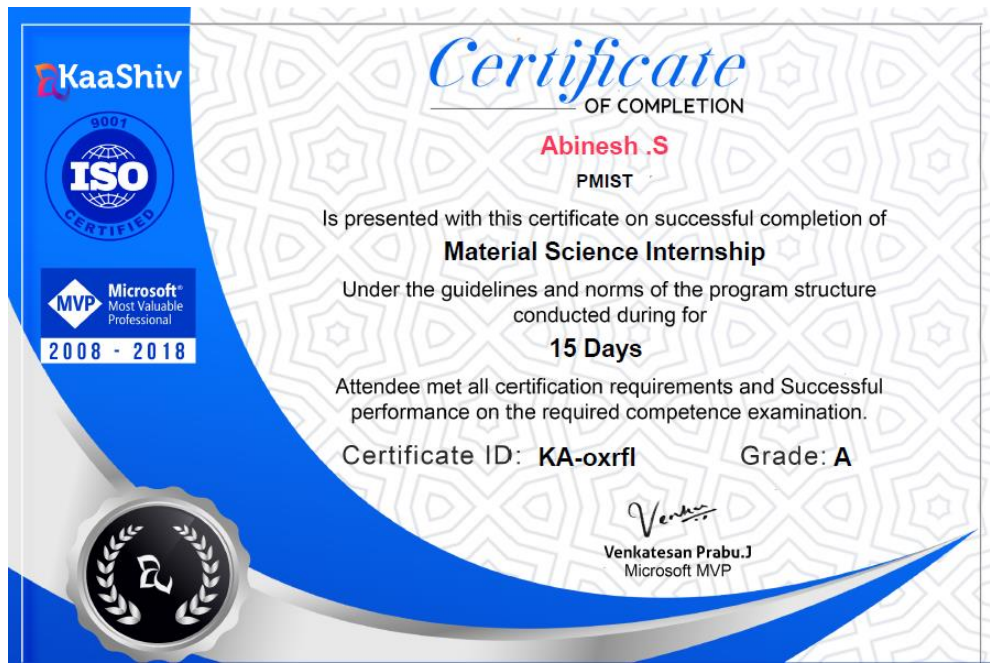 KaaShiv
9001
ISO
CERTIFIED
MVP
Microsoft®
Most Valuable
Professional
2008 - 2018
Certificate
OF COMPLETION
Abinesh .S
PMIST
Is presented with this certificate on successful completion of
Material Science Internship
Under the guidelines and norms of the program structure
conducted during for
15 Days
Attendee met all certification requirements and Successful
performance on the required competence examination.
Certificate ID: KA-oxrfl
Grade: A
Venkatesan Prabu.J
Microsoft MVP